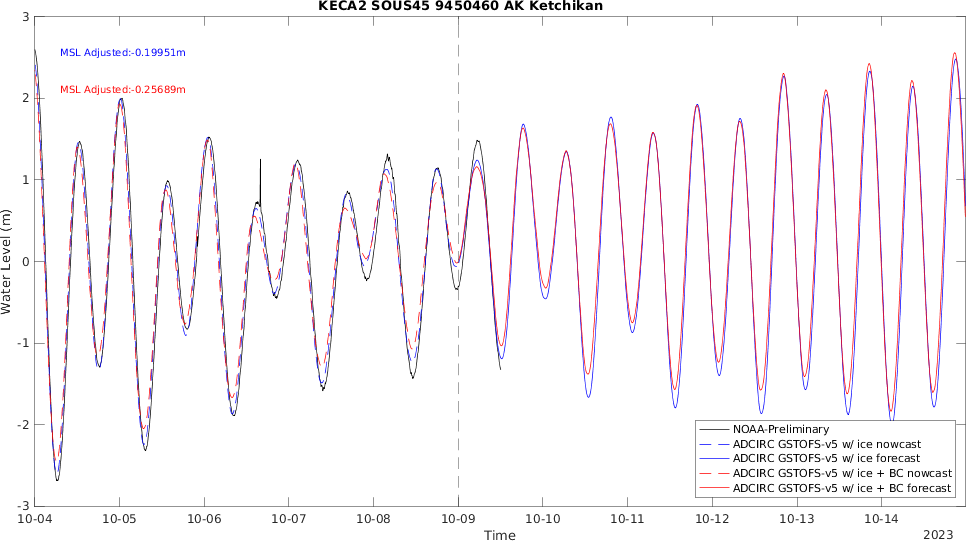 KECA2 SOUS45 9450460 AK Ketchikan
MSL Adjusted:-0.19951m
MSL Adjusted:-0.25689m
3
2
1
0
-1
-2
-3
Water Level (m)
NOAA-Preliminary
ADCIRC GSTOFS-v5 w/ ice nowcast
ADCIRC GSTOFS-v5 w/ ice forecast
ADCIRC GSTOFS-v5 w/ ice + BC nowcast
ADCIRC GSTOFS-v5 w/ ice + BC forecast
10-04 10-05 10-06 10-07 10-08 10-09 10-10 10-11 10-12 10-13 10-14
Time
2023